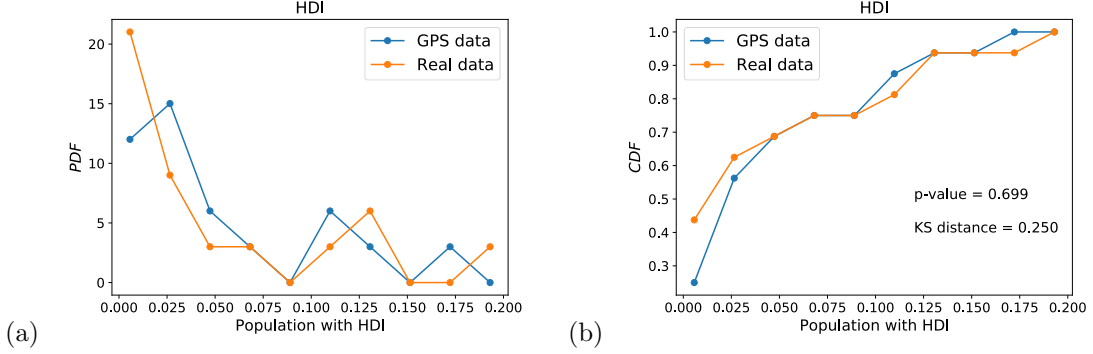 HDI
GPS data
Real data
20
15
10
5
0
PDF
0.000 0.025 0.050 0.075 0.100 0.125 0.150 0.175 0.200
Population with HDI
(a)
HDI
GPS data
Real data
1.0
0.9
0.8
0.7
0.6
0.5
0.4
0.3
CDF
p-value = 0.699
KS distance = 0.250
0.000 0.025 0.050 0.075 0.100 0.125 0.150 0.175 0.200
Population with HDI
(b)